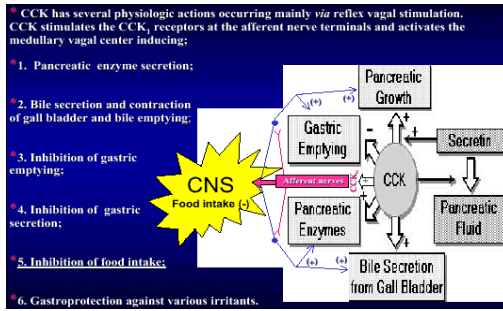 * CCK has several physiologic actions occurring mainly via reflex vagal stimulation.
CCK stimulates the CCK1 receptors at the afferent nerve terminals and activates the
medullary vagal center inducing;
*1. Pancreatic enzyme secretion;
*2. Bile secretion and contraction
of gall bladder and bile emptying;
*3. Inhibition of gastric
emptying;
*4. Inhibition of gastric
secretion;
*5. Inhibition of food intake;
*6. Gastroprotection against various irritants.
Pancreatic
Growth
(+)
(+)
Gastric
Emptying
-
+
+
Secretin
CNS
Food intake (-)
Afferent nerves
CCK1
+
CCK
+
Pancreatic
Enzymes
+
Pancreatic
Fluid
(+)
(+)
+
Bile Secretion
from Gall Bladder